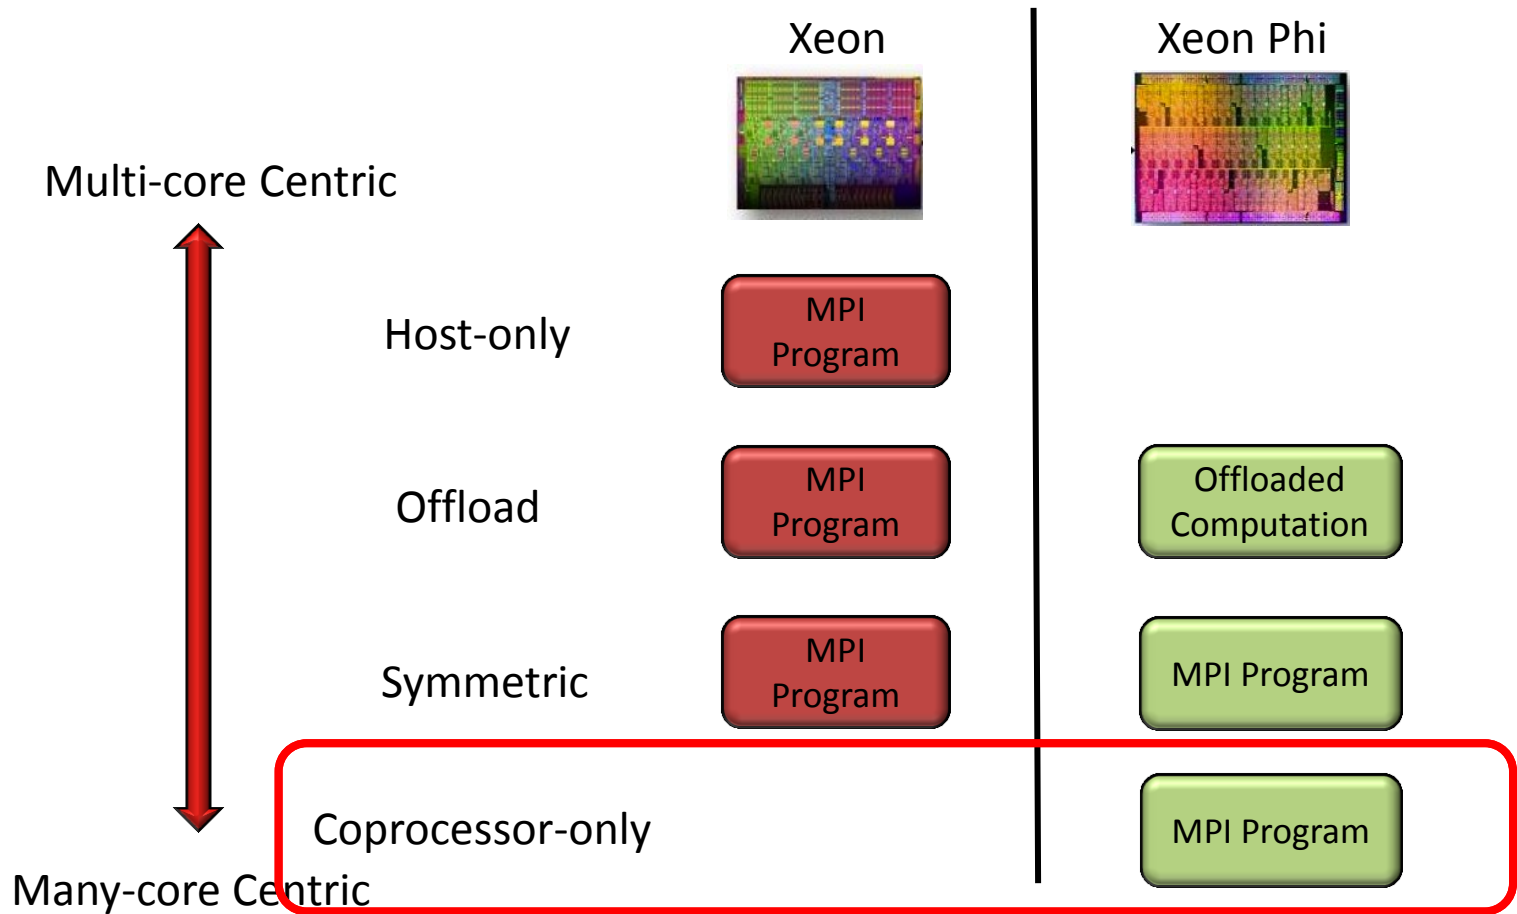 Xeon
Xeon Phi
Multi-core Centric
Host-only
MPI
Program
Offload
MPI
Program
Offloaded
Computation
Symmetric
MPI
Program
MPI Program
Coprocessor-only
MPI Program
Many-core Centric